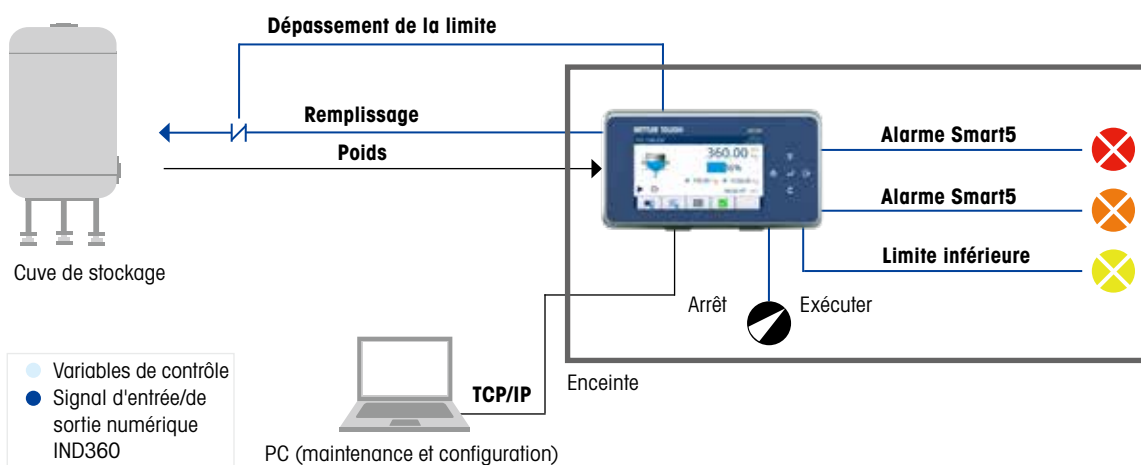 Dépassement de la limite
Remplissage
Poids
METTLER TOLEDO
360.00
Alarme Smart5
Alarme Smart5
Limite inférieure
Cuve de stockage
Arrêt
Exécuter
Enceinte
TCP/IP
Variables de contrôle
Signal d'entrée/de
sortie numérique
IND360
PC (maintenance et configuration)